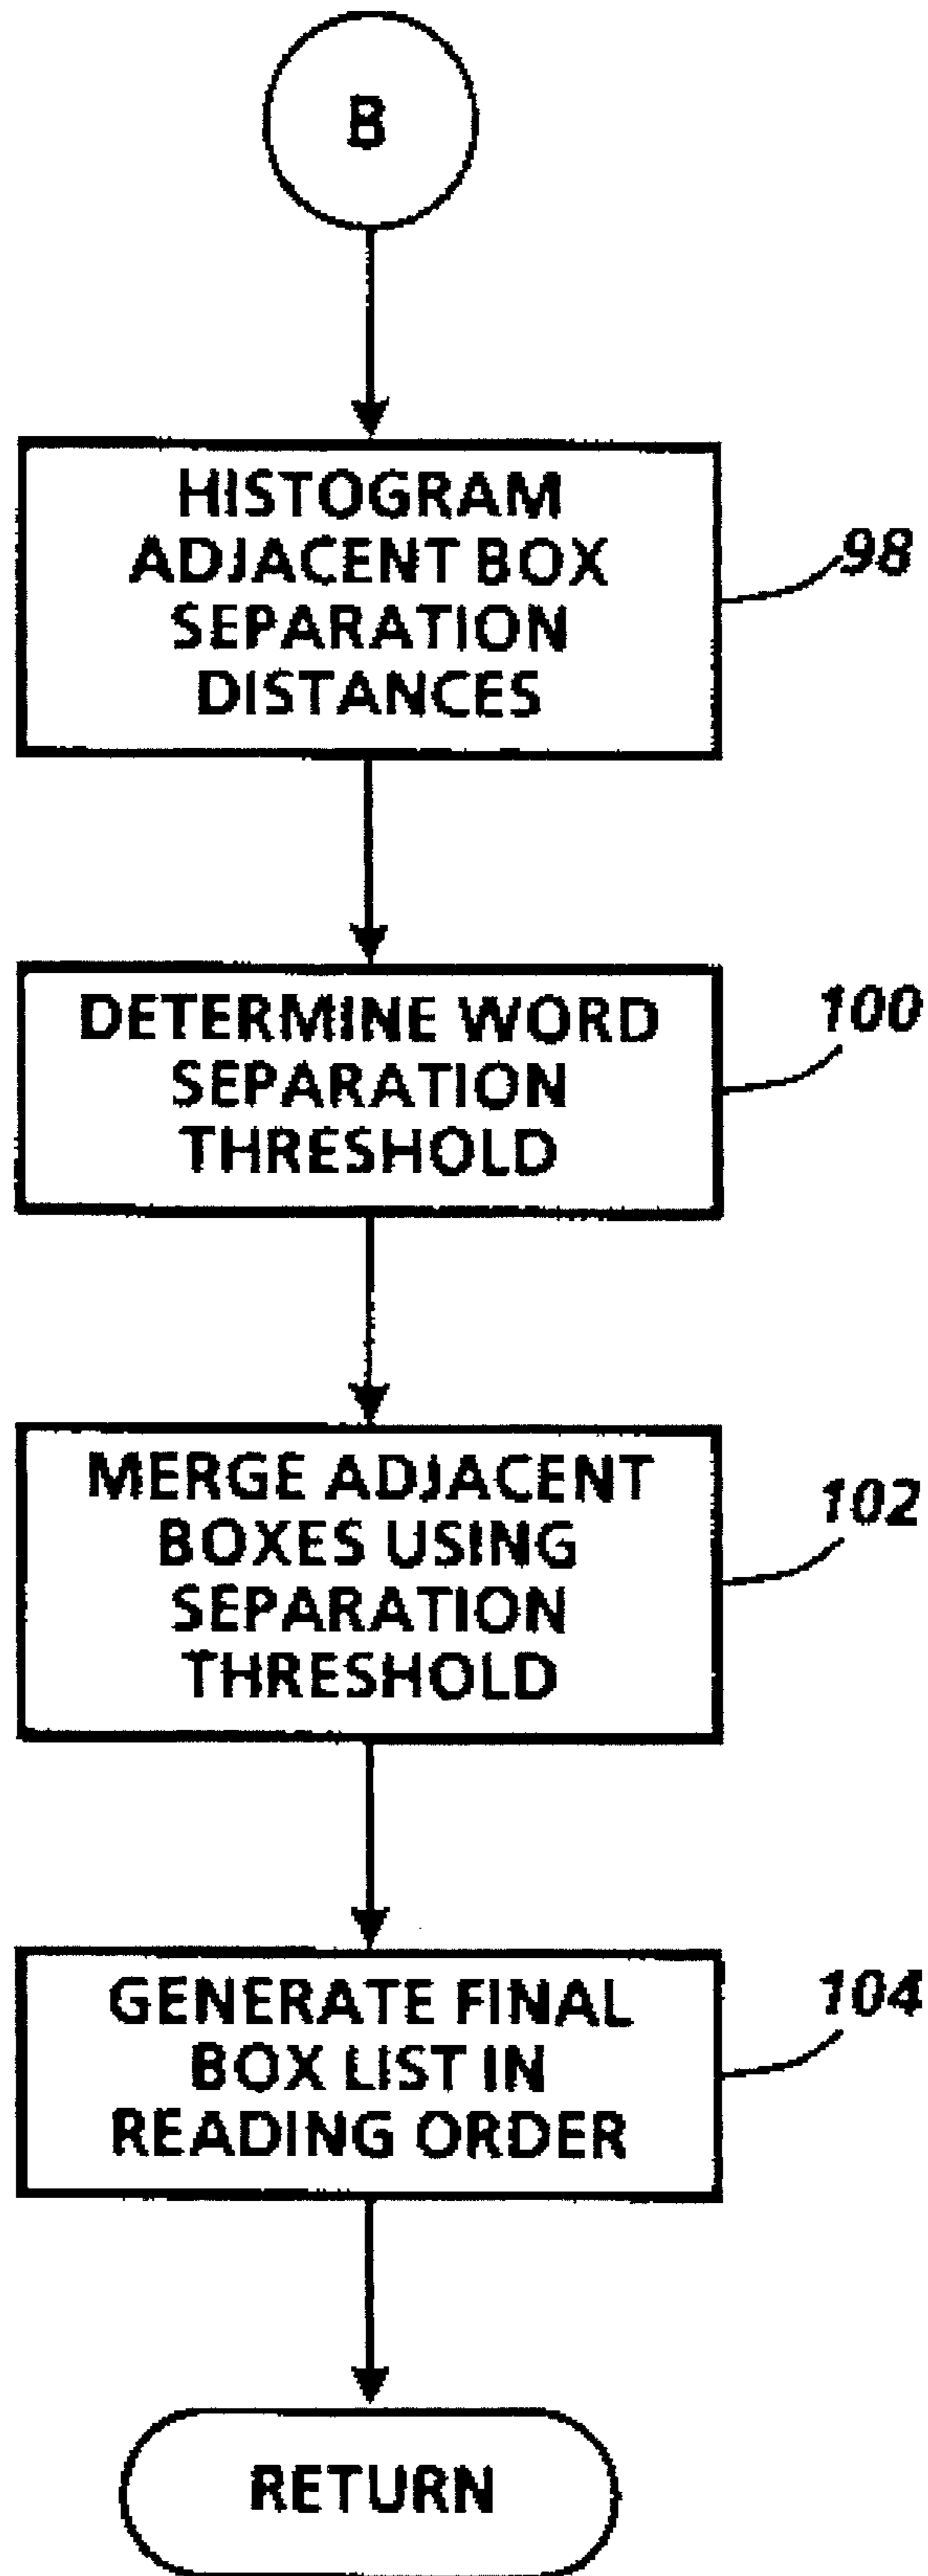 B
HISTOGRAM
ADJACENT BOX
SEPARATION
DISTANCES
98
DETERMINE WORD
SEPARATION
THRESHOLD
100
MERGE ADJACENT
BOXES USING
SEPARATION
THRESHOLD
102
GENERATE FINAL
BOX LIST IN
READING ORDER
104
RETURN